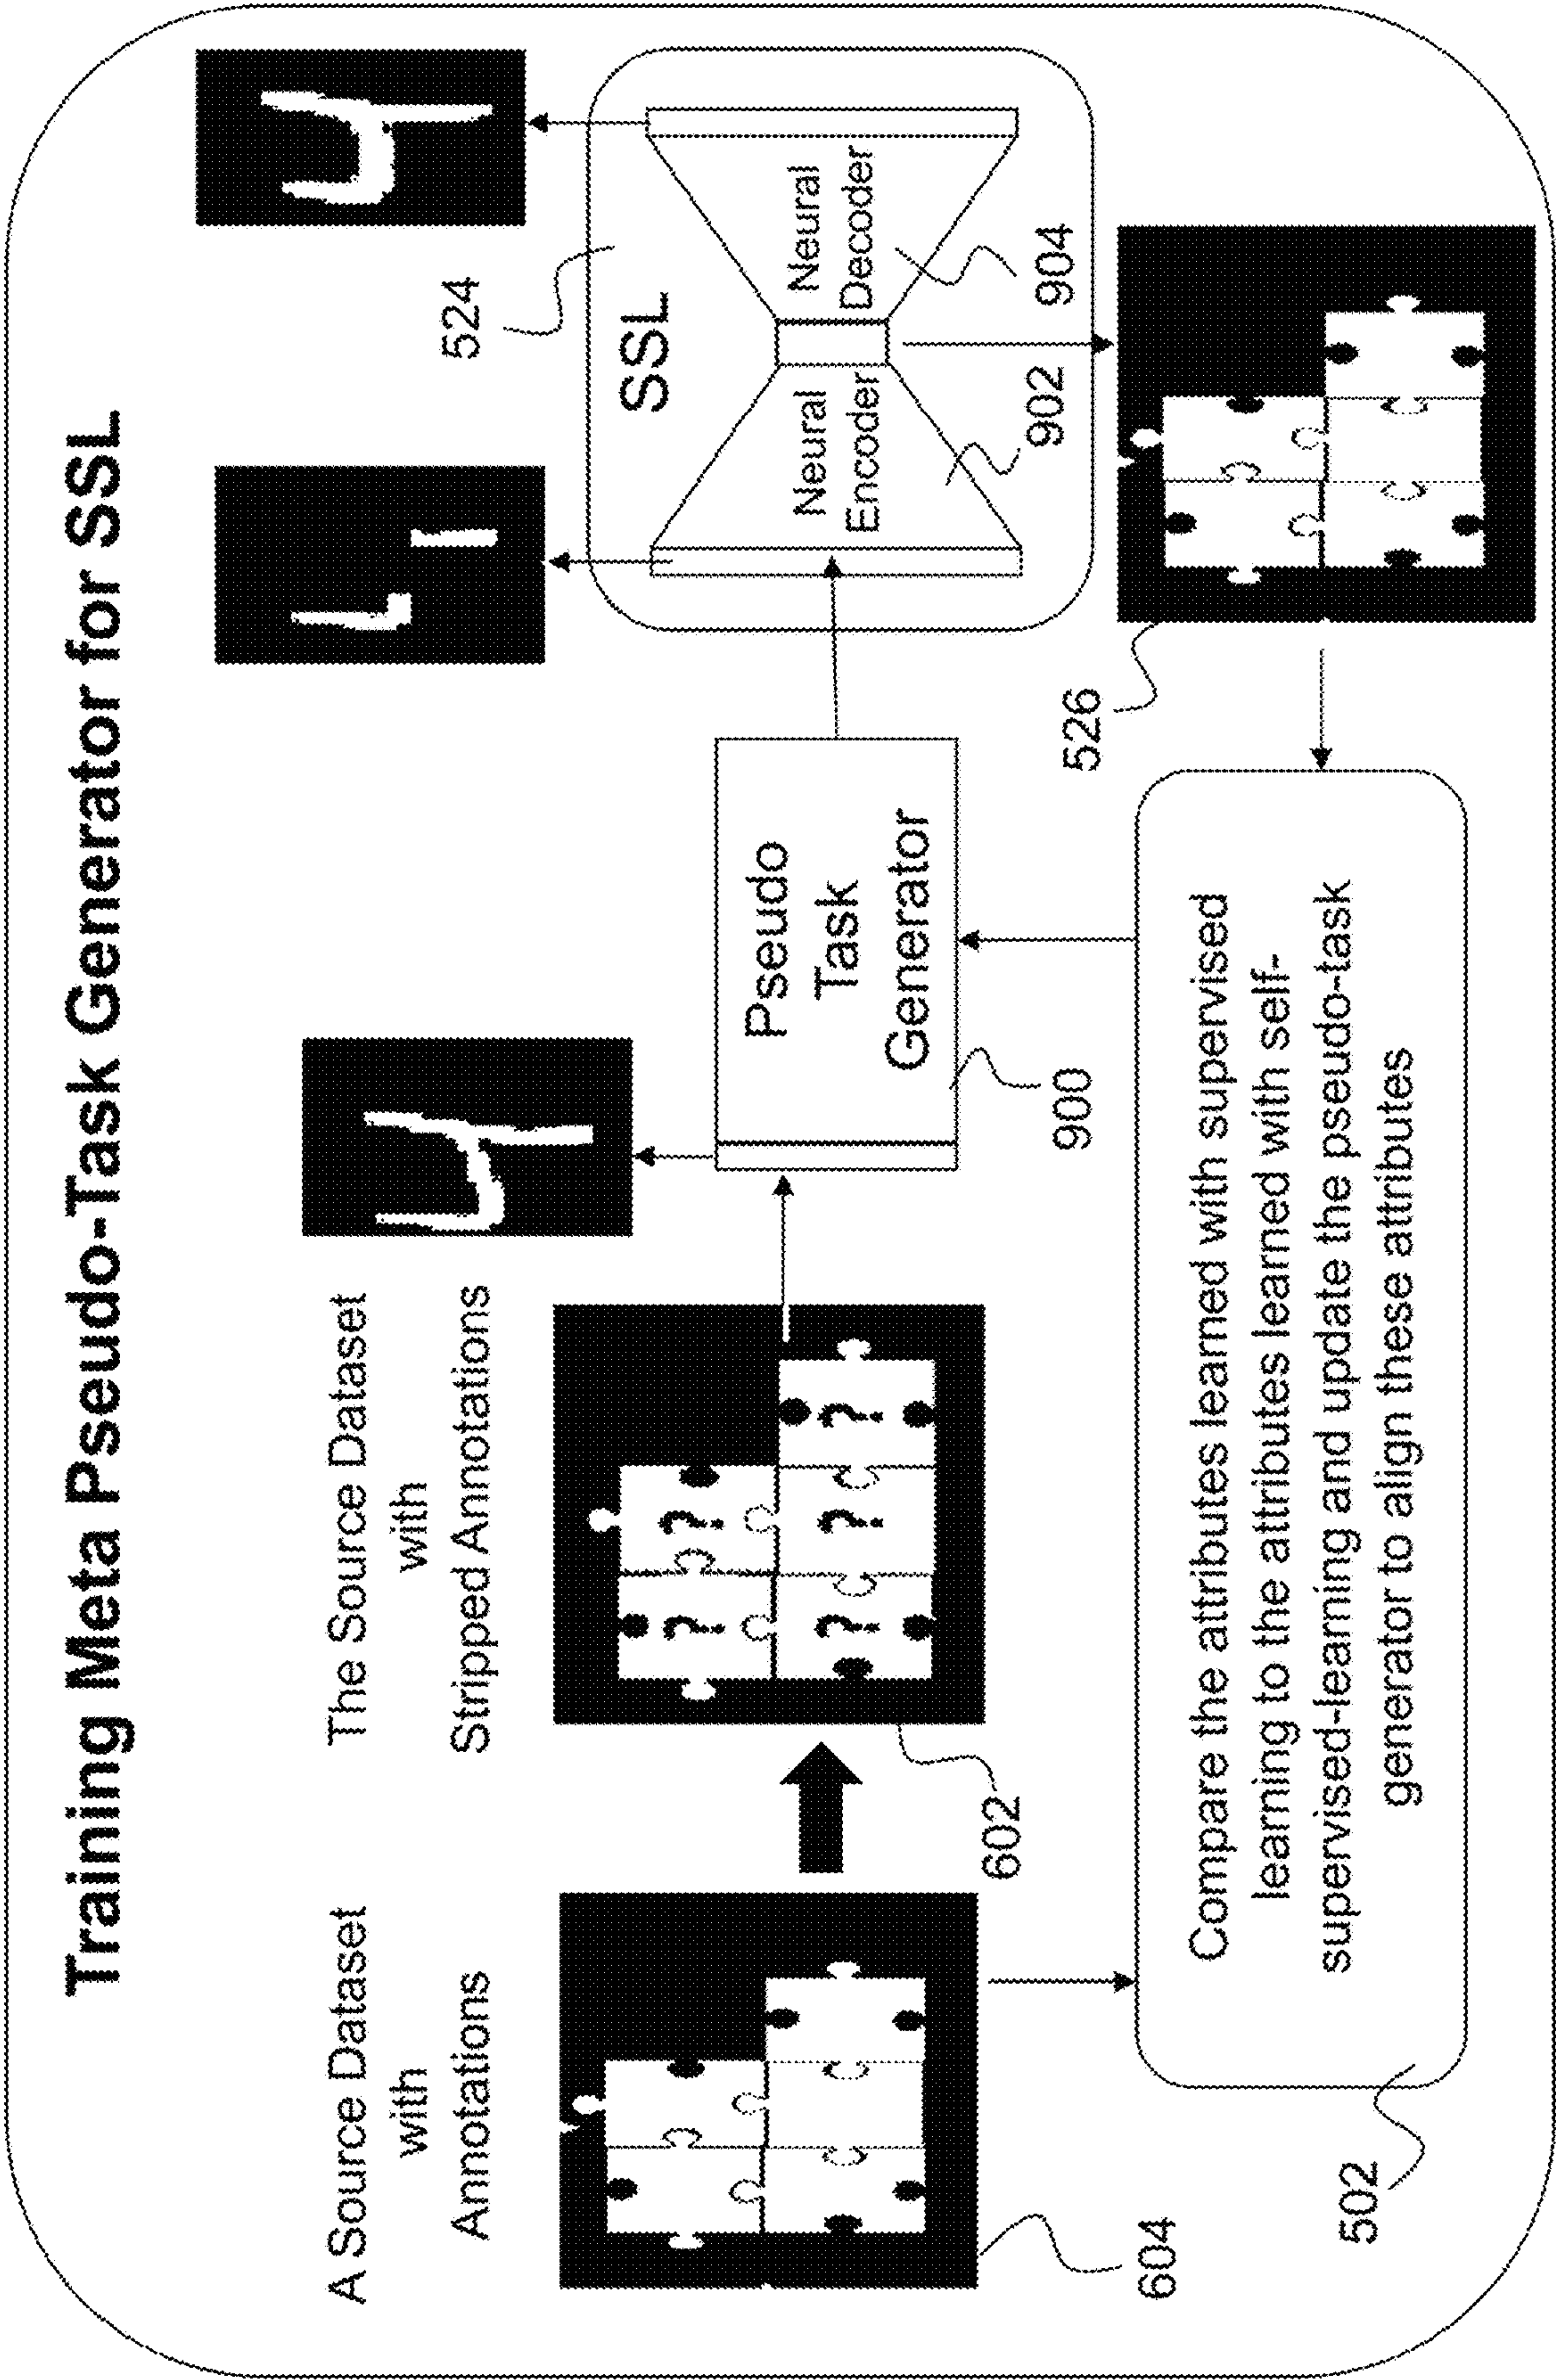 Training Meta Pseudo-Task Generator for SSL
A Source Dataset
with
Annotations
604
The Source Dataset
with
Stripped Annotations
? ?
? ? ?
602
Pseudo
Task
Generator
900
524
SSL
Neural
Encoder
902
Neural
Decoder
904
526
Compare the attributes learned with supervised
learning to the attributes learned with self-
supervised-learning and update the pseudo-task
generator to align these attributes
502